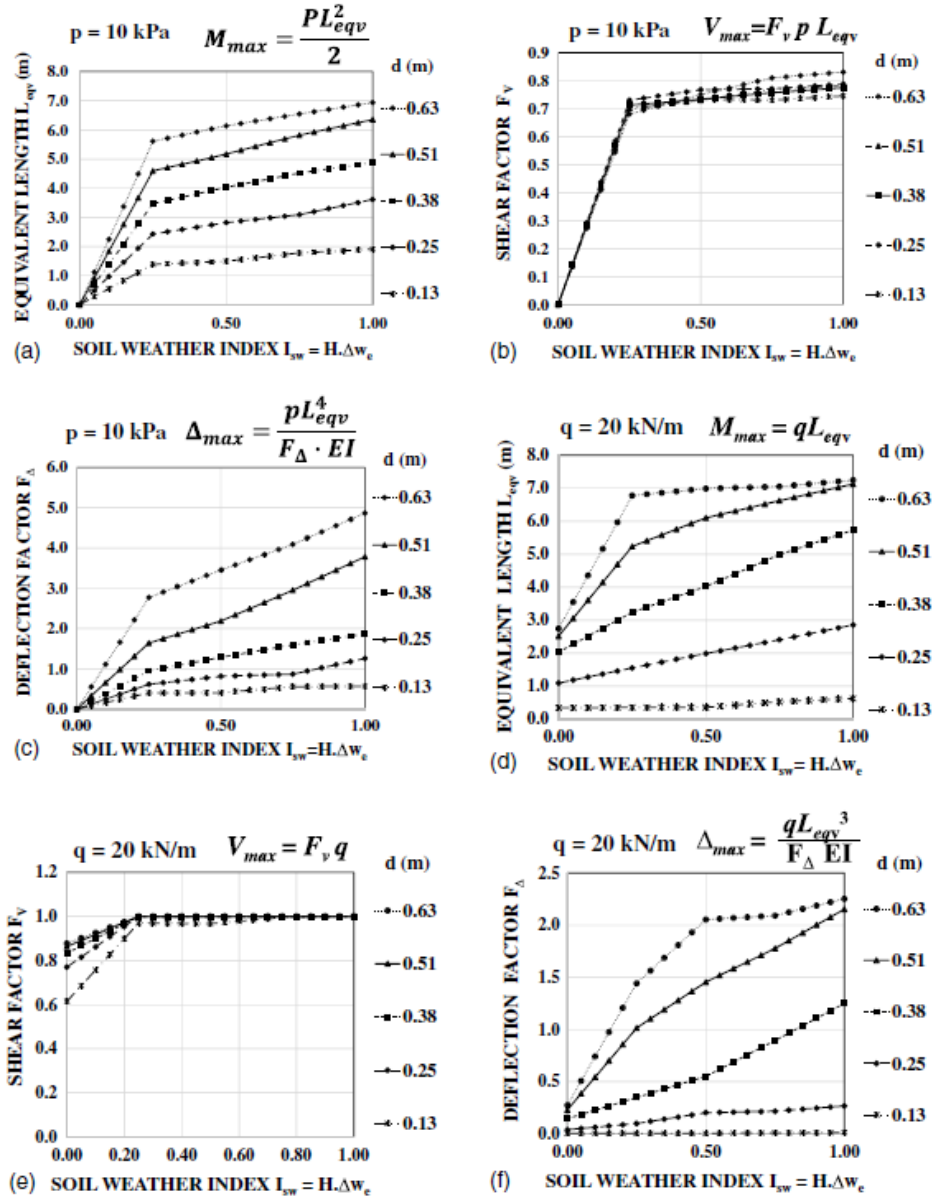 p = 10 kPa M_max = PL_eqv^2 / 2
EQUIVALENT LENGTH L_eqv (m)
8.0
7.0
6.0
5.0
4.0
3.0
2.0
1.0
0.0
0.00 0.50 1.00
d (m)
0.63
0.51
0.38
0.25
0.13
(a) SOIL WEATHER INDEX I_sw = H.Δw_e
p = 10 kPa V_max=F_v p L_eqv
SHEAR FACTOR F_V
0.9
0.8
0.7
0.6
0.5
0.4
0.3
0.2
0.1
0.0
0.00 0.50 1.00
d (m)
0.63
0.51
0.38
0.25
0.13
(b) SOIL WEATHER INDEX I_sw = H.Δw_e
p = 10 kPa Δ_max = pL_eqv^4 / F_Δ · EI
DEFLECTION FACTOR F_Δ
6.0
5.0
4.0
3.0
2.0
1.0
0.0
0.00 0.50 1.00
d (m)
0.63
0.51
0.38
0.25
0.13
(c) SOIL WEATHER INDEX I_sw=H.Δw_e
q = 20 kN/m M_max = qL_eqv
EQUIVALENT LENGTH L_eqv (m)
8.0
7.0
6.0
5.0
4.0
3.0
2.0
1.0
0.0
0.00 0.50 1.00
d (m)
0.63
0.51
0.38
0.25
0.13
(d) SOIL WEATHER INDEX I_sw = H.Δw_e
q = 20 kN/m V_max = F_v q
SHEAR FACTOR F_V
1.2
1.0
0.8
0.6
0.4
0.2
0.0
0.00 0.20 0.40 0.60 0.80 1.00
d (m)
0.63
0.51
0.38
0.25
0.13
(e) SOIL WEATHER INDEX I_sw = H.Δw_e
q = 20 kN/m Δ_max = qL_eqv^3 / F_Δ EI
DEFLECTION FACTOR F_Δ
2.5
2.0
1.5
1.0
0.5
0.0
0.00 0.50 1.00
d (m)
0.63
0.51
0.38
0.25
0.13
(f) SOIL WEATHER INDEX I_sw = H.Δw_e